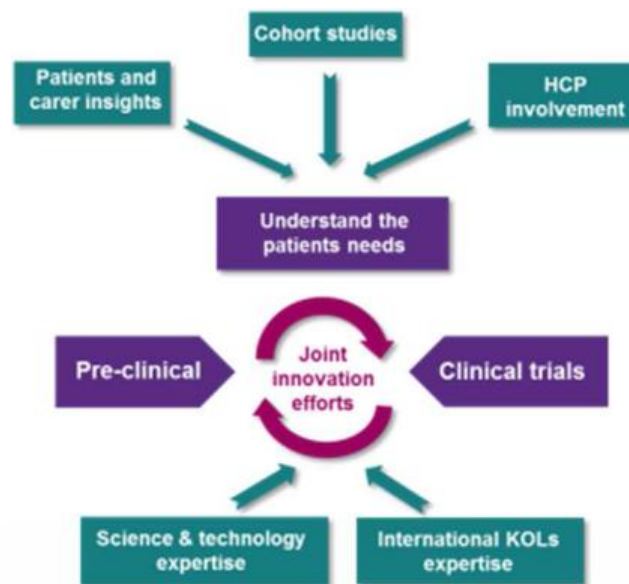 Cohort studies
Patients and
carer insights
HCP
involvement
Understand the
patients needs
Pre-clinical
Joint
innovation
efforts
Clinical trials
Science & technology
expertise
International KOLs
expertise